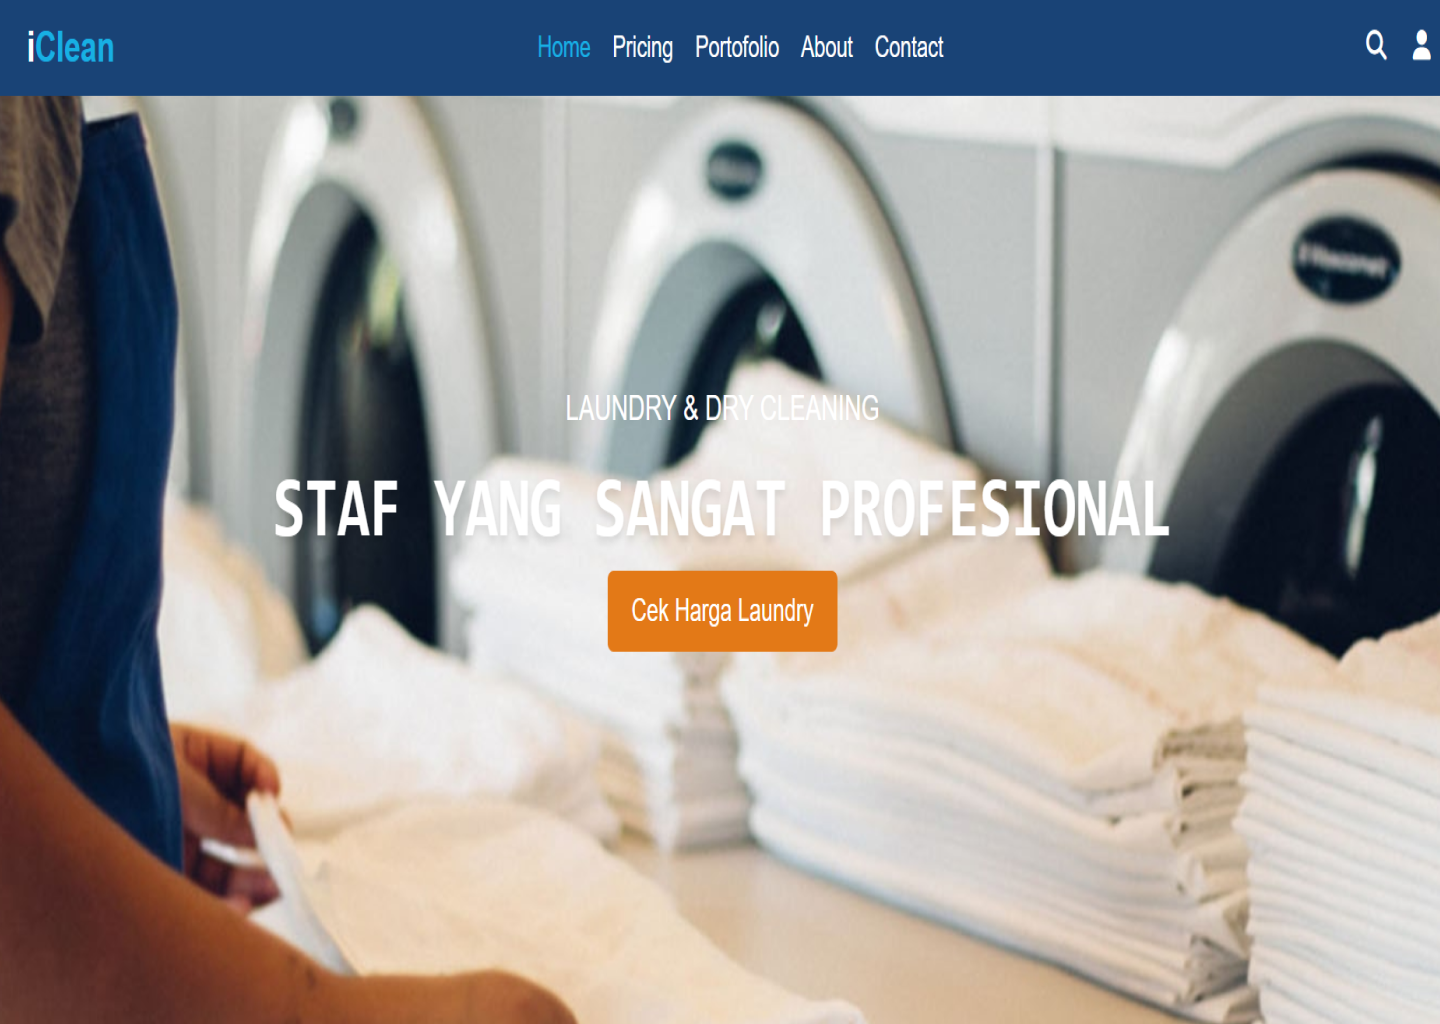 iClean
Home Pricing Portofolio About Contact
LAUNDRY & DRY CLEANING
STAF YANG SANGAT PROFESIONAL
Cek Harga Laundry